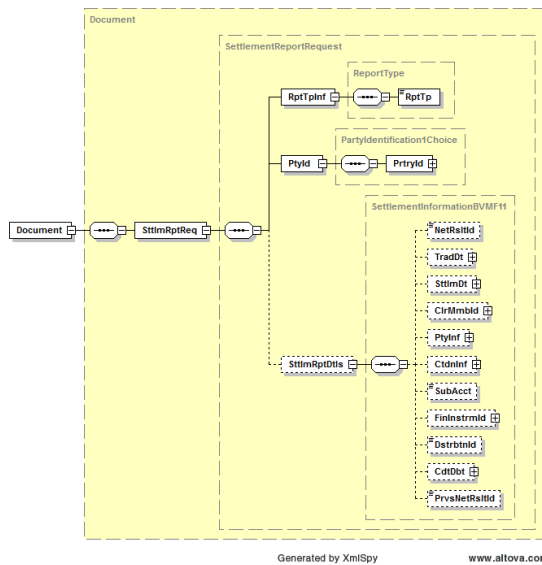 Document
SettlementReportRequest
ReportType
RptTpInf
RptTp
PartyIdentification1Choice
PtyId
PrtryId
SettlementInformationBVMF11
Document
SttlmRptReq
NetRsltId
TradDt
SttlmDt
ClrMmbId
PtyInf
SttlmRptDtls
CtdnInf
SubAcct
FinInstrmId
DstrbtnId
CdtDbt
PrvsNetRsltId
Generated by XmlSpy www.altova.com